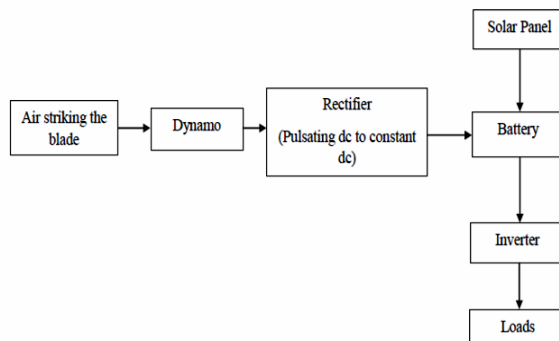 Solar Panel
Air striking the
blade
Dynamo
Rectifier
(Pulsating dc to constant
dc)
Battery
Inverter
Loads